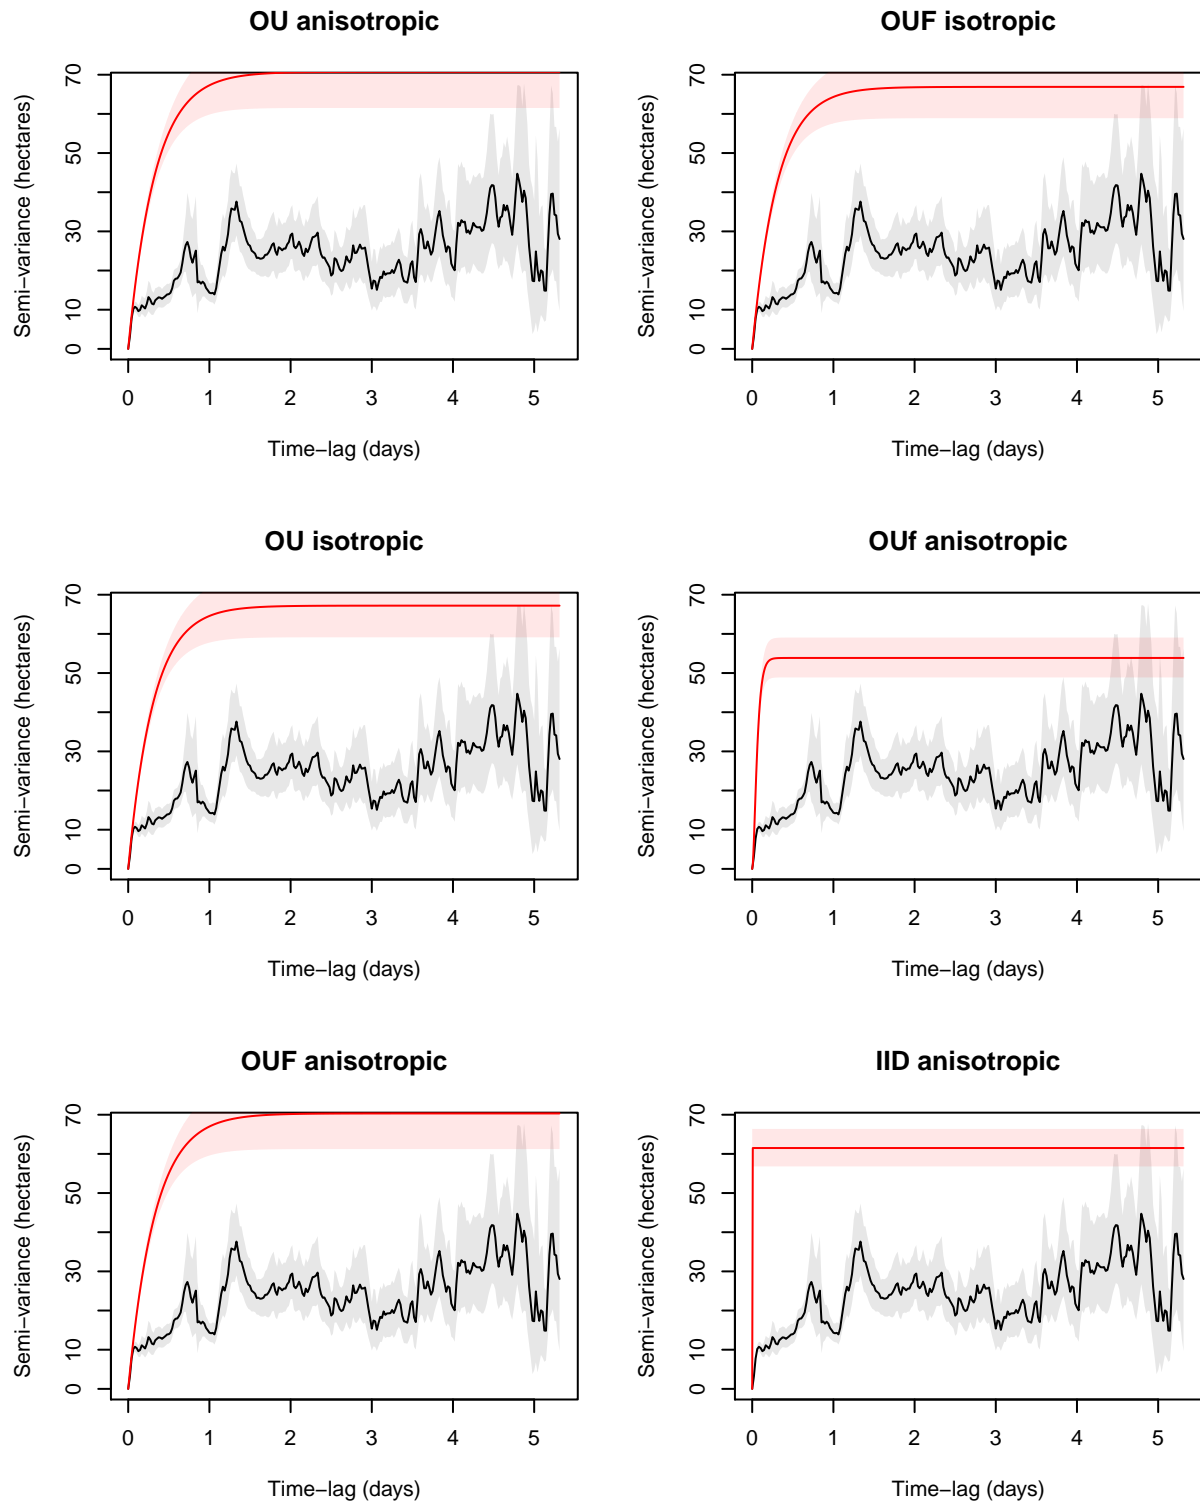 OU anisotropic
Semi−variance (hectares)
70
50
30
10
0
0 1 2 3 4 5
Time−lag (days)
OUF isotropic
Semi−variance (hectares)
70
50
30
10
0
0 1 2 3 4 5
Time−lag (days)
OU isotropic
Semi−variance (hectares)
70
50
30
10
0
0 1 2 3 4 5
Time−lag (days)
OUf anisotropic
Semi−variance (hectares)
70
50
30
10
0
0 1 2 3 4 5
Time−lag (days)
OUF anisotropic
Semi−variance (hectares)
70
50
30
10
0
0 1 2 3 4 5
Time−lag (days)
IID anisotropic
Semi−variance (hectares)
70
50
30
10
0
0 1 2 3 4 5
Time−lag (days)